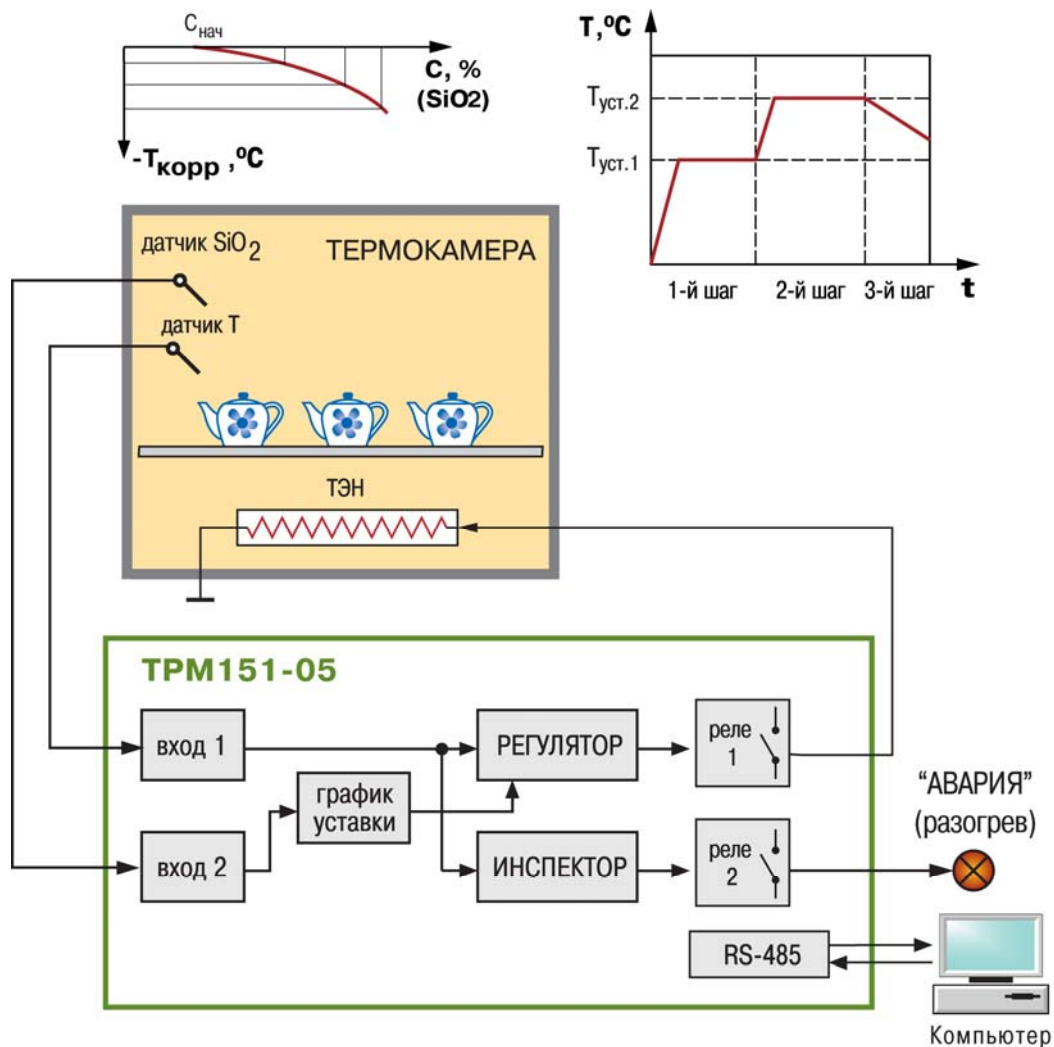 Cнач
C, %
(SiO2)
-Tкорр ,ºC
T,ºC
Tуст.2
Tуст.1
1-й шаг
2-й шаг
3-й шаг
t
датчик SiO2
ТЕРМОКАМЕРА
датчик T
ТЭН
ТРМ151-05
вход 1
РЕГУЛЯТОР
реле
1
график
уставки
"АВАРИЯ"
(разогрев)
вход 2
ИНСПЕКТОР
реле
2
RS-485
Компьютер